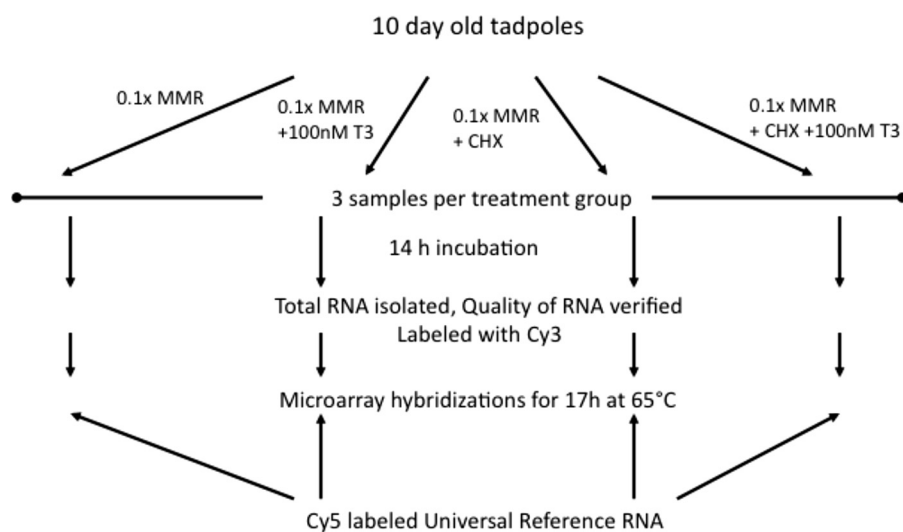 10 day old tadpoles
0.1x MMR
0.1x MMR
+100nM T3
0.1x MMR
+ CHX
0.1x MMR
+ CHX +100nM T3
3 samples per treatment group
14 h incubation
Total RNA isolated, Quality of RNA verified
Labeled with Cy3
Microarray hybridizations for 17h at 65°C
Cy5 labeled Universal Reference RNA